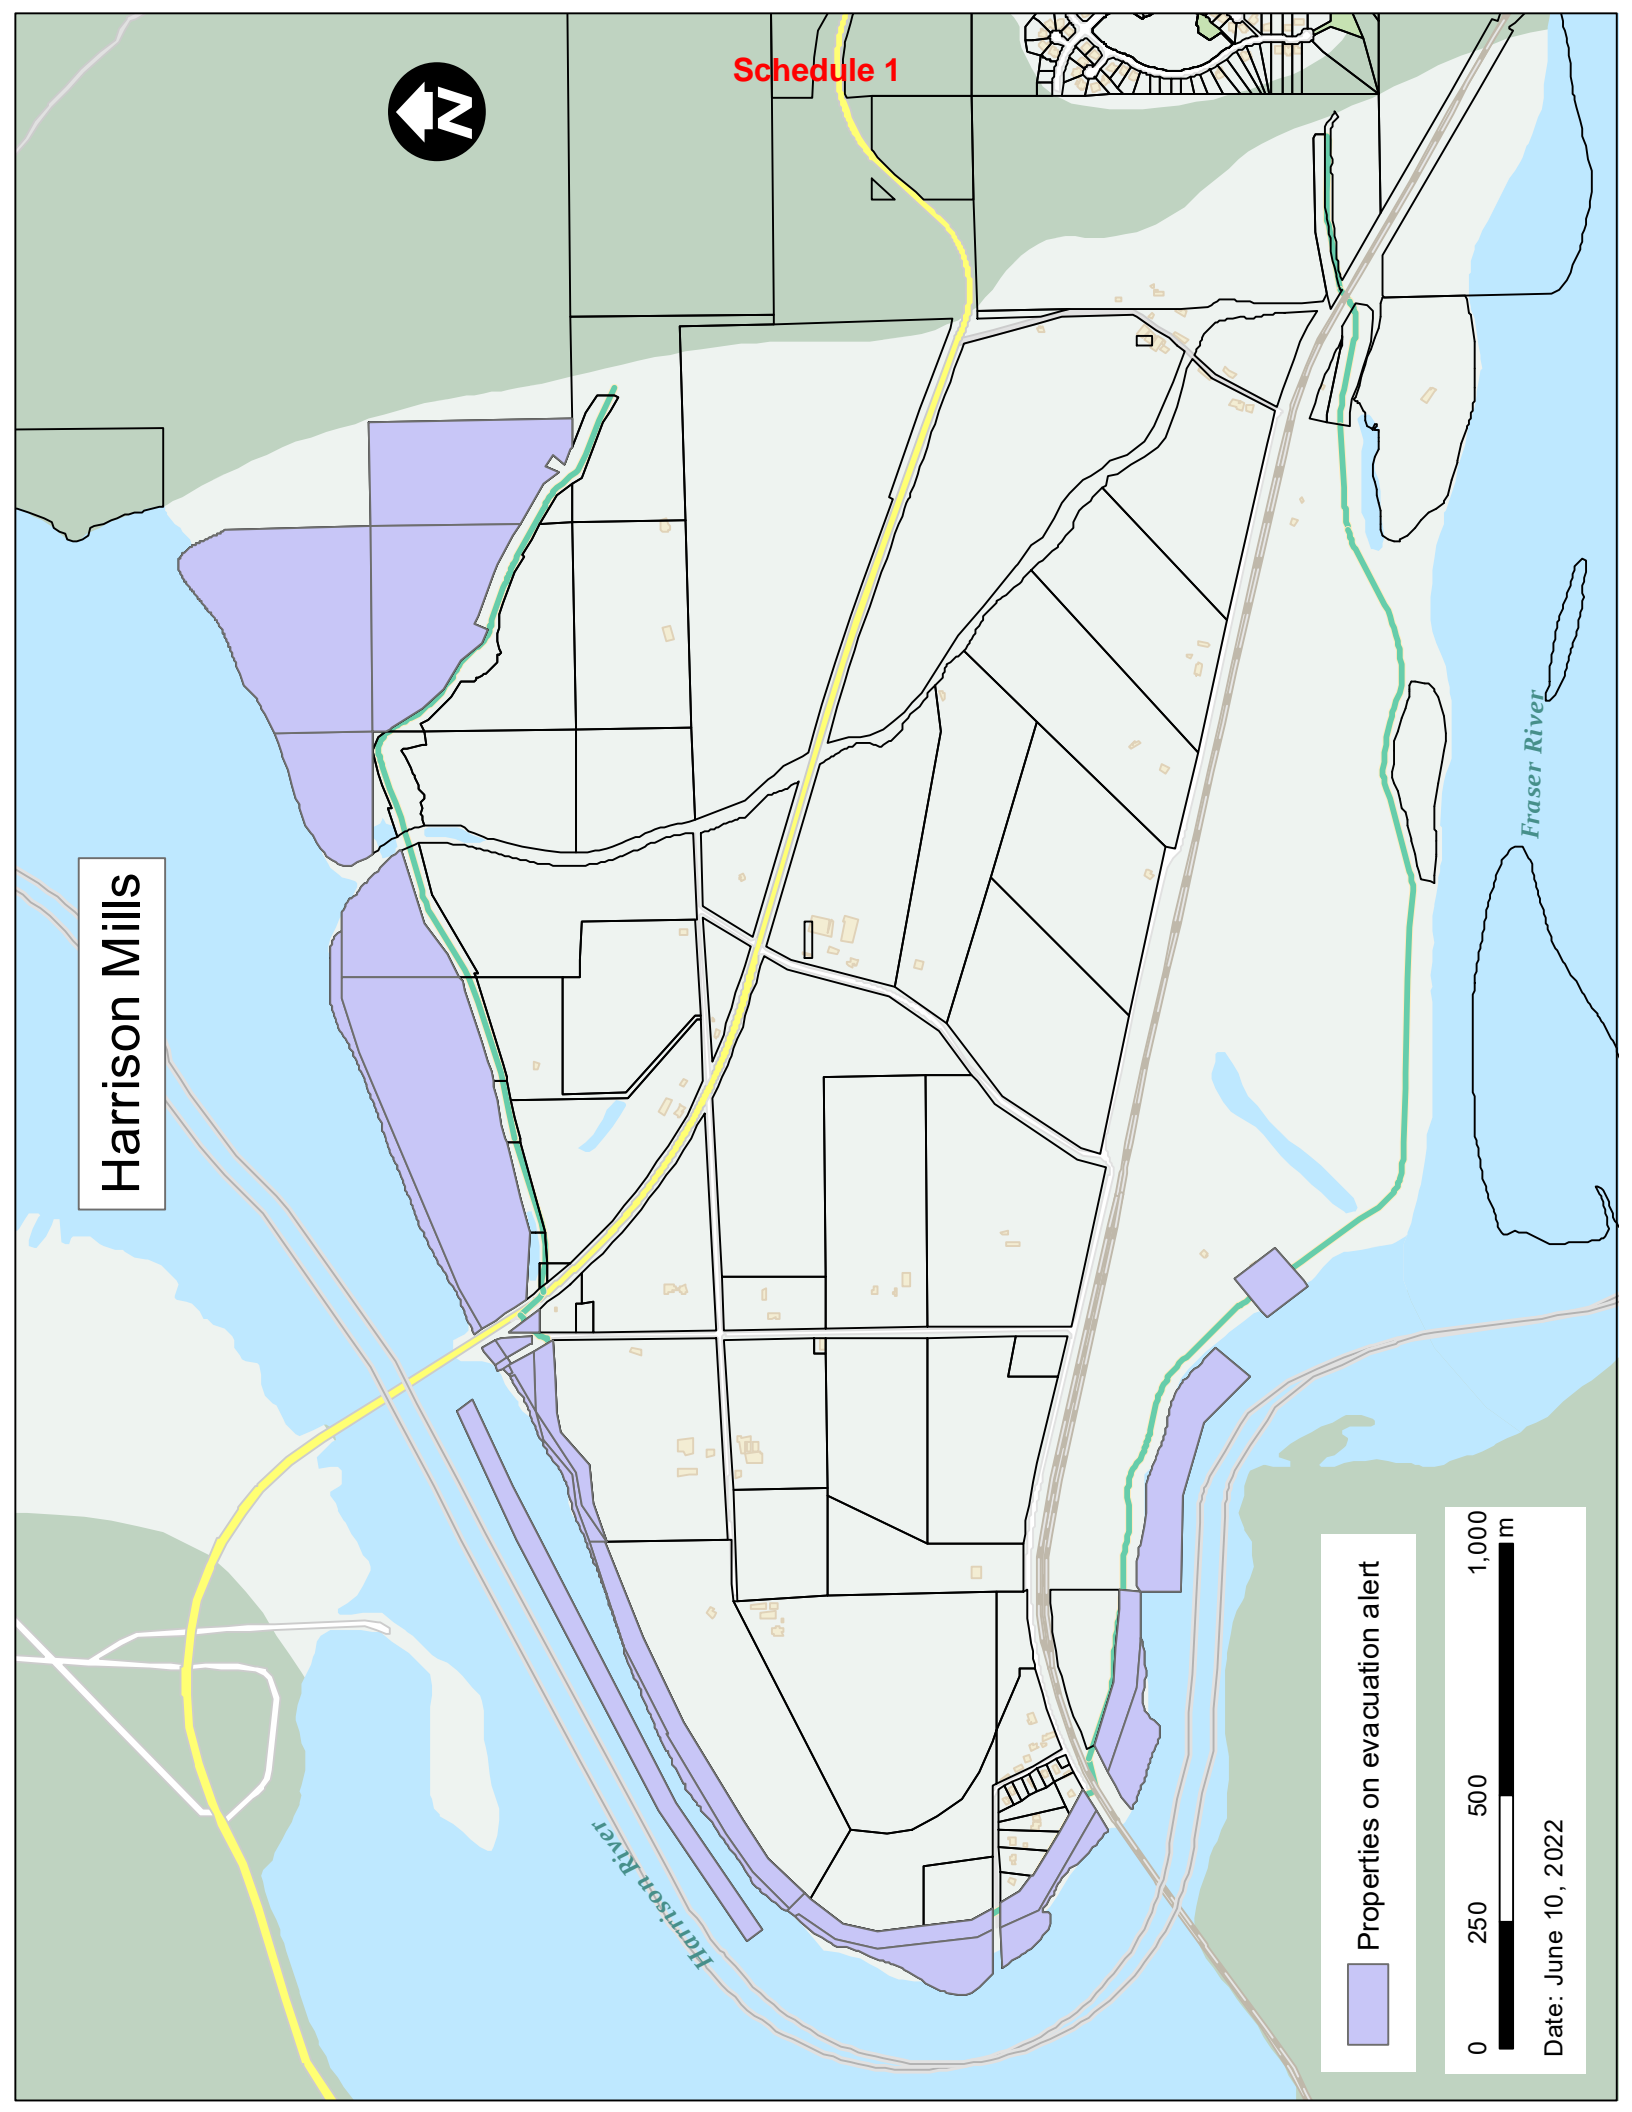 Schedule 1
N
Harrison Mills
Harrison River
Fraser River
Properties on evacuation alert
0 250 500 1,000
m
Date: June 10, 2022